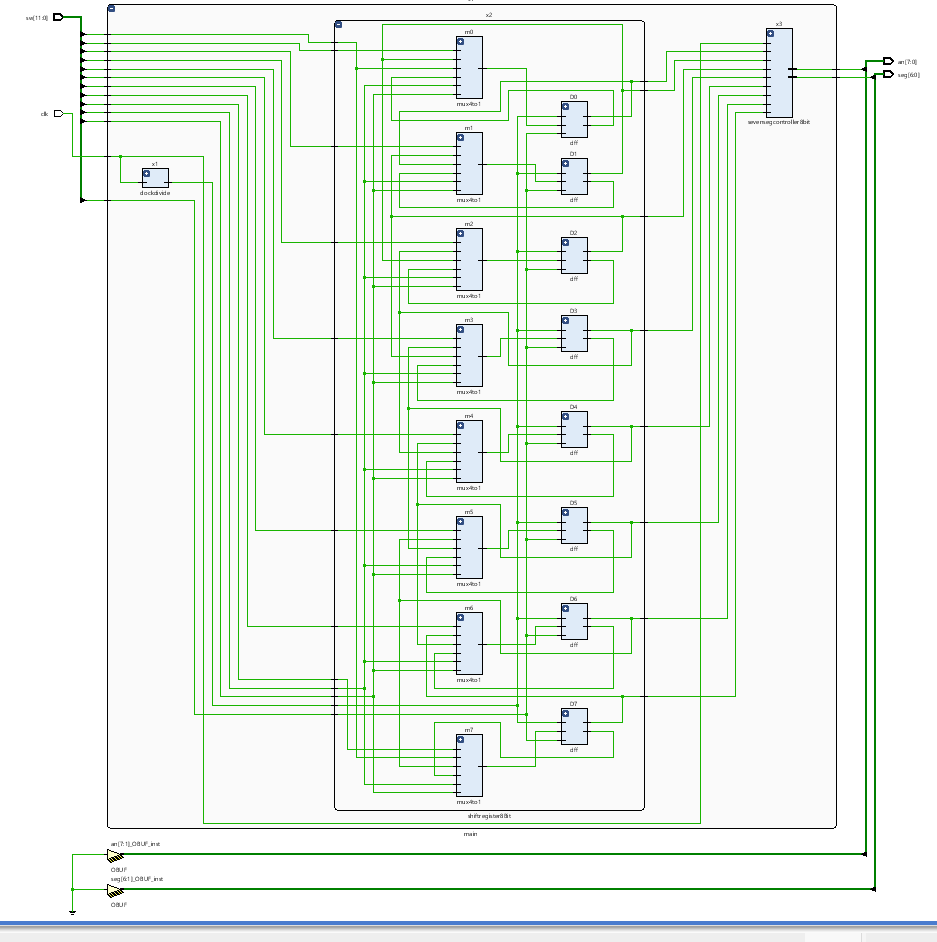 x2
sw[11:0]
x3
m0
an[7:0]
seg[6:0]
D0
mux4to1
clk
sevensegcontroller8bit
m1
dff
D1
x1
clockdivide
mux4to1
dff
m2
D2
dff
mux4to1
D3
m3
dff
mux4to1
D4
m4
dff
mux4to1
D5
m5
dff
mux4to1
D6
m6
dff
mux4to1
D7
m7
dff
mux4to1
shiftregister8Bit
main
an[7:1]_OBUF_inst
OBUF
seg[6:1]_OBUF_inst
OBUF